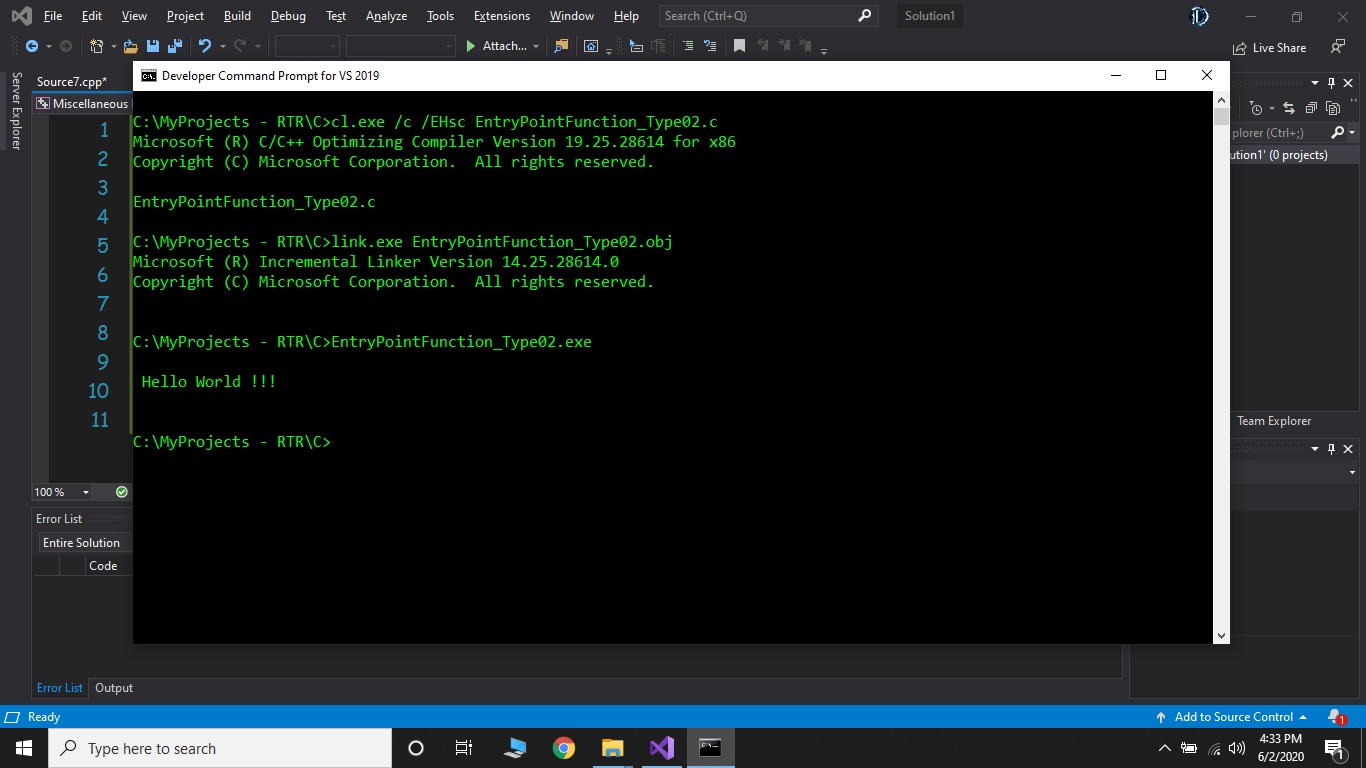 File Edit View Project Build Debug Test Analyze Tools Extensions Window Help Search (Ctrl+Q) Solution1
Attach... Live Share
Server Explorer
Source7.cpp*
Miscellaneous
Developer Command Prompt for VS 2019
1
2
3
4
5
6
7
8
9
10
11
C:\MyProjects - RTR\C>cl.exe /c /EHsc EntryPointFunction_Type02.c
Microsoft (R) C/C++ Optimizing Compiler Version 19.25.28614 for x86
Copyright (C) Microsoft Corporation.  All rights reserved.
EntryPointFunction_Type02.c
C:\MyProjects - RTR\C>link.exe EntryPointFunction_Type02.obj
Microsoft (R) Incremental Linker Version 14.25.28614.0
Copyright (C) Microsoft Corporation.  All rights reserved.
C:\MyProjects - RTR\C>EntryPointFunction_Type02.exe
Hello World !!!
C:\MyProjects - RTR\C>
plorer (Ctrl+;)
ution1' (0 projects)
Team Explorer
100 %
Error List
Entire Solution
Code
Error List Output
Ready Add to Source Control 1
Type here to search
4:33 PM
6/2/2020
1